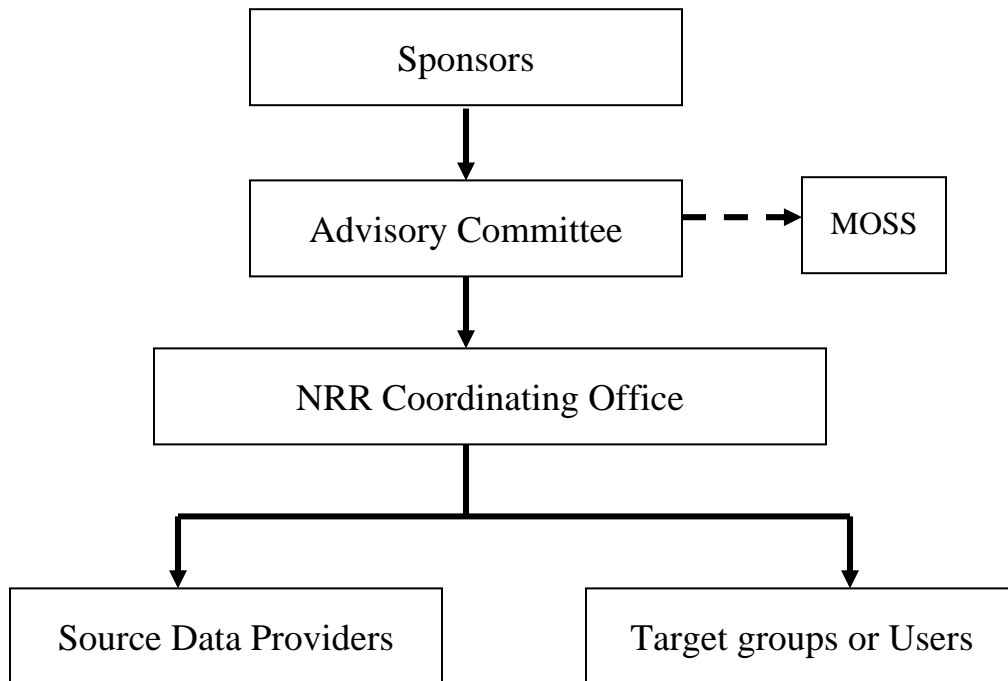 Sponsors
Advisory Committee
MOSS
NRR Coordinating Office
Source Data Providers
Target groups or Users